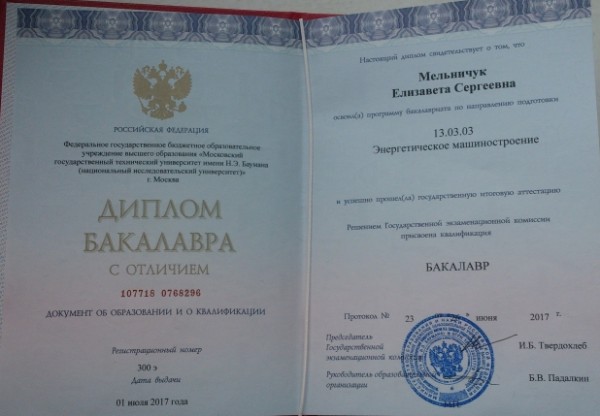 РОССИЙСКАЯ ФЕДЕРАЦИЯ
Федеральное государственное бюджетное образовательное
учреждение высшего образования «Московский
государственный технический университет имени Н.Э. Баумана
(национальный исследовательский университет)»
г. Москва
ДИПЛОМ
БАКАЛАВРА
С ОТЛИЧИЕМ
107718 0768296
ДОКУМЕНТ ОБ ОБРАЗОВАНИИ И О КВАЛИФИКАЦИИ
Регистрационный номер
300 э
Дата выдачи
01 июля 2017 года
Настоящий диплом свидетельствует о том, что
Мельничук
Елизавета Сергеевна
освоил(а) программу бакалавриата по направлению подготовки
13.03.03
Энергетическое машиностроение
и успешно прошел(ла) государственную итоговую аттестацию
Решением Государственной экзаменационной комиссии
присвоена квалификация
БАКАЛАВР
Протокол № 23 июня 2017 г.
Председатель
Государственной
экзаменационной И.Б. Твердохлеб
Руководитель
организации Б.В. Падалкин